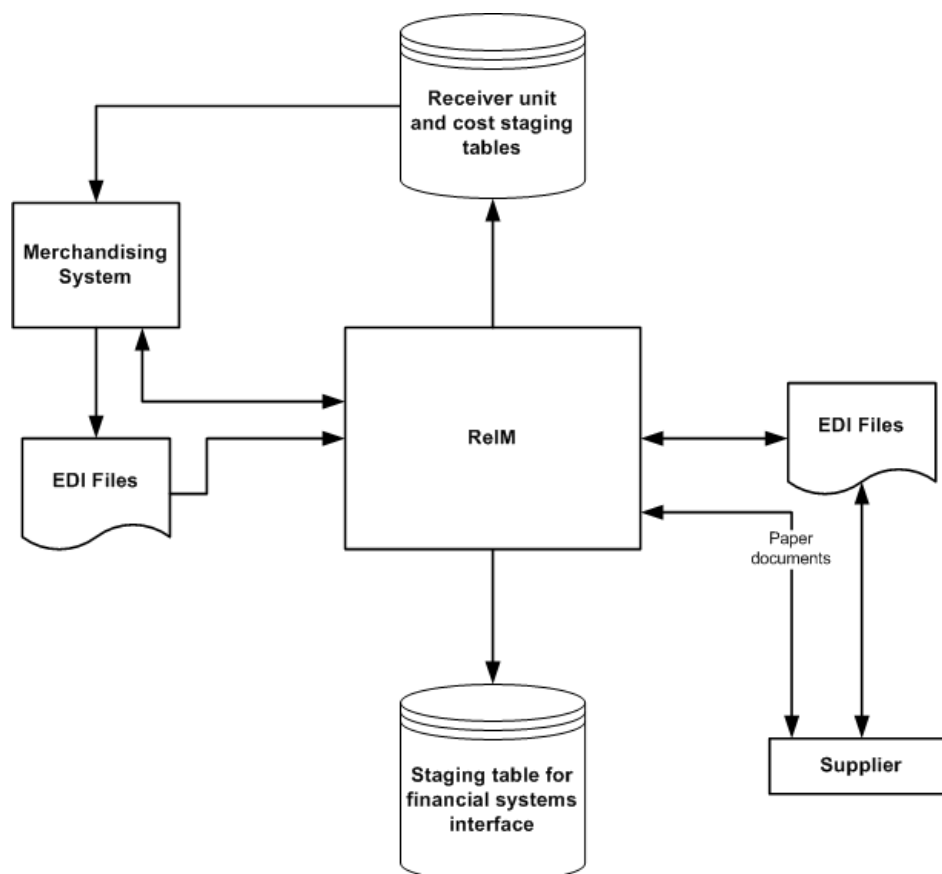 Receiver unit
and cost staging
tables
Merchandising
System
ReIM
EDI Files
EDI Files
Paper
documents
Supplier
Staging table for
financial systems
interface